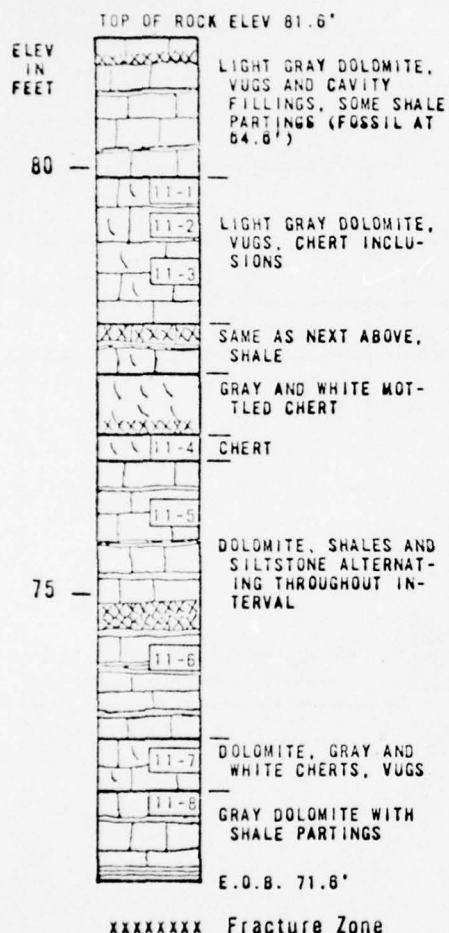 TOP OF ROCK ELEV 81.6'
ELEV
IN
FEET
LIGHT GRAY DOLOMITE,
VUGS AND CAVITY
FILLINGS, SOME SHALE
PARTINGS (FOSSIL AT
64.6')
80
11-1
11-2
LIGHT GRAY DOLOMITE,
VUGS, CHERT INCLU-
SIONS
11-3
SAME AS NEXT ABOVE,
SHALE
GRAY AND WHITE MOT-
TLED CHERT
11-4
CHERT
11-5
DOLOMITE, SHALES AND
SILTSTONE ALTERNAT-
ING THROUGHOUT IN-
TERVAL
75
11-6
11-7
DOLOMITE, GRAY AND
WHITE CHERTS, VUGS
11-8
GRAY DOLOMITE WITH
SHALE PARTINGS
E.O.B. 71.6'
XXXXXXXX Fracture Zone